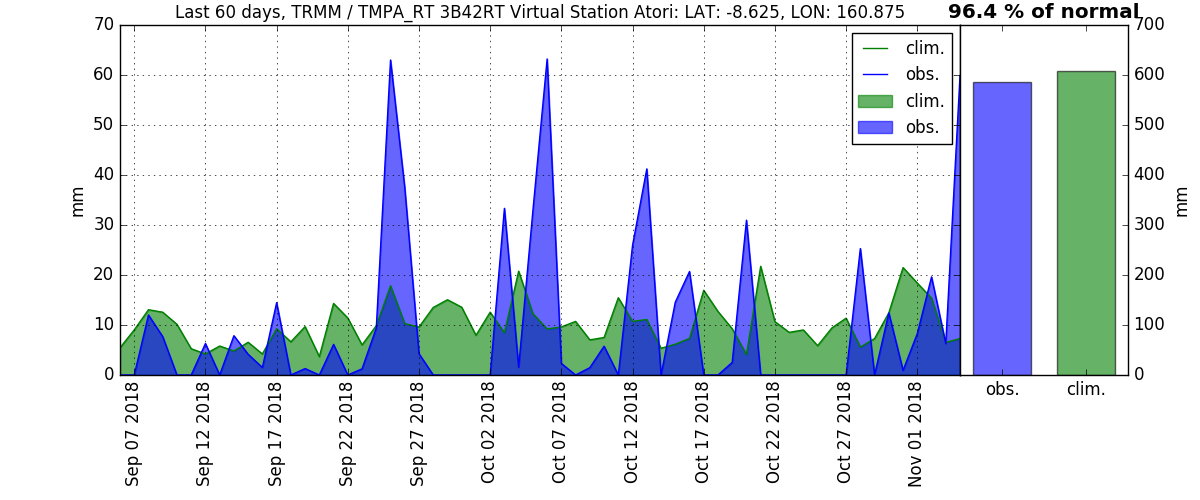 Last 60 days, TRMM / TMPA_RT 3B42RT Virtual Station Atori: LAT: -8.625, LON: 160.875
96.4 % of normal
70
60
50
40
30
20
10
0
mm
clim.
obs.
clim.
obs.
700
600
500
400
300
200
100
0
mm
Sep 07 2018
Sep 12 2018
Sep 17 2018
Sep 22 2018
Sep 27 2018
Oct 02 2018
Oct 07 2018
Oct 12 2018
Oct 17 2018
Oct 22 2018
Oct 27 2018
Nov 01 2018
obs.
clim.